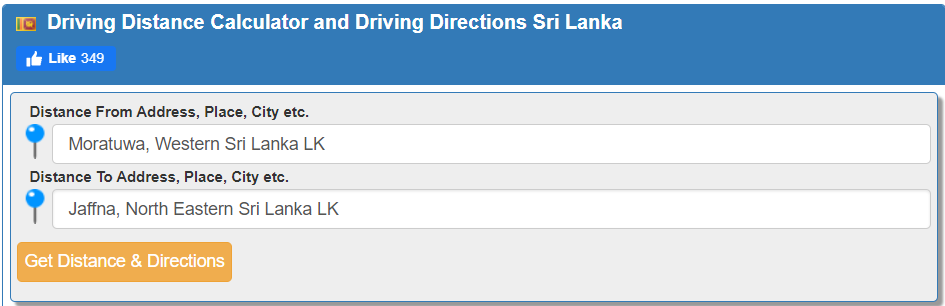 Driving Distance Calculator and Driving Directions Sri Lanka
Like 349
Distance From Address, Place, City etc.
Moratuwa, Western Sri Lanka LK
Distance To Address, Place, City etc.
Jaffna, North Eastern Sri Lanka LK
Get Distance & Directions